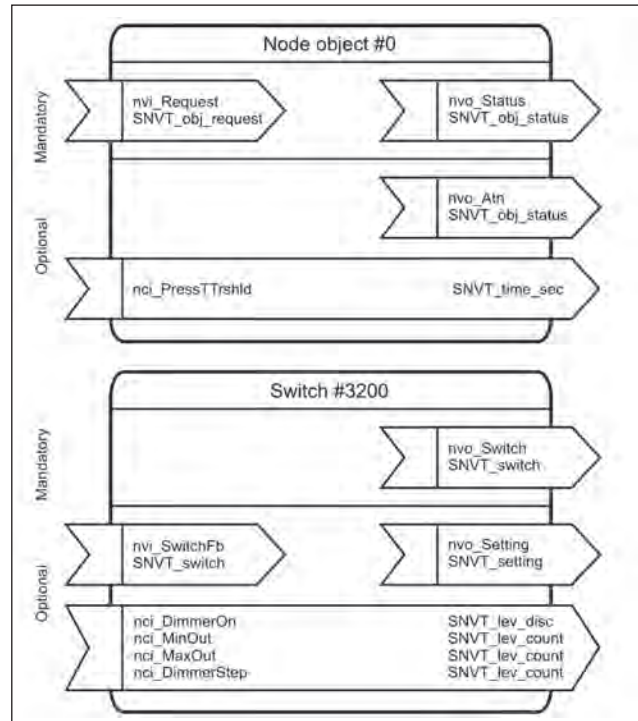 Node object #0
Mandatory
nvi_Request
SNVT_obj_request
nvo_Status
SNVT_obj_status
Optional
nvo_Atn
SNVT_obj_status
nci_PressTTrshld SNVT_time_sec
Switch #3200
Mandatory
nvo_Switch
SNVT_switch
Optional
nvi_SwitchFb
SNVT_switch
nvo_Setting
SNVT_setting
nci_DimmerOn SNVT_lev_disc
nci_MinOut SNVT_lev_count
nci_MaxOut SNVT_lev_count
nci_DimmerStep SNVT_lev_count